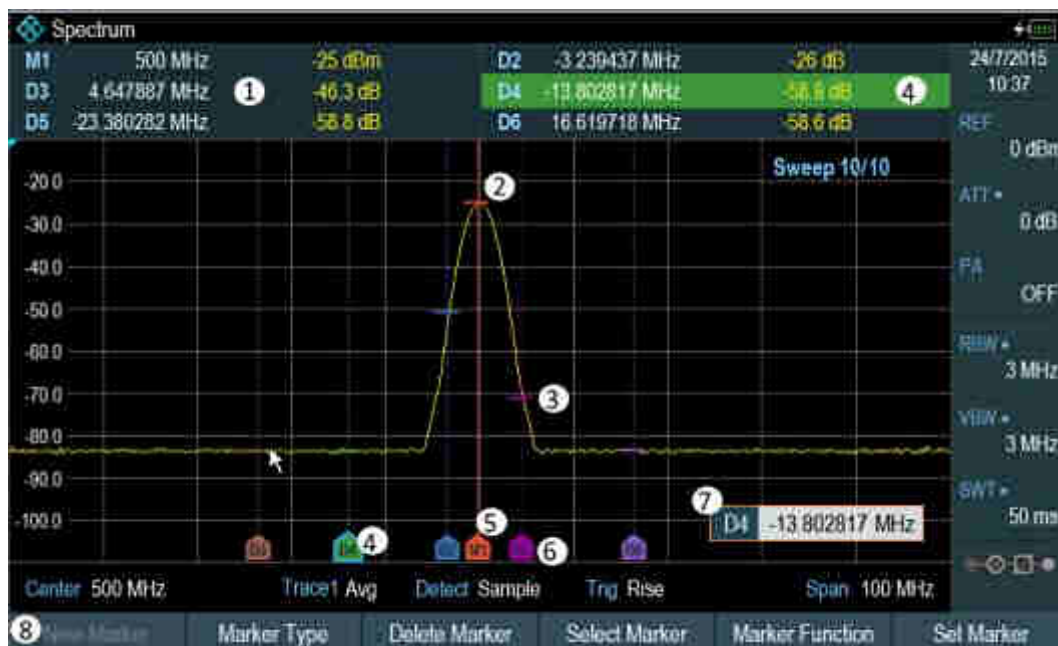 Spectrum
M1 500 MHz -25 dBm D2 -3.239437 MHz -26 dB
24/7/2015
D3 4.647887 MHz 1 -46.3 dB D4 -13.802817 MHz -58.9 dB 4
10:37
D5 -23.380282 MHz -58.8 dB D6 16.619718 MHz -58.6 dB
REF
0 dBm
Sweep 10/10
-20.0
2
ATT
0 dB
-30.0
-40.0
PA
OFF
-50.0
-60.0
RBW
3 MHz
-70.0
3
VBW
-80.0
3 MHz
-90.0
SWT
7
-100.0
D4 -13.802817 MHz
50 ms
5
D4 4 M1 6
Center 500 MHz Trace1 Avg Detect Sample Trig Rise Span 100 MHz
8 New Marker Marker Type Delete Marker Select Marker Marker Function Set Marker